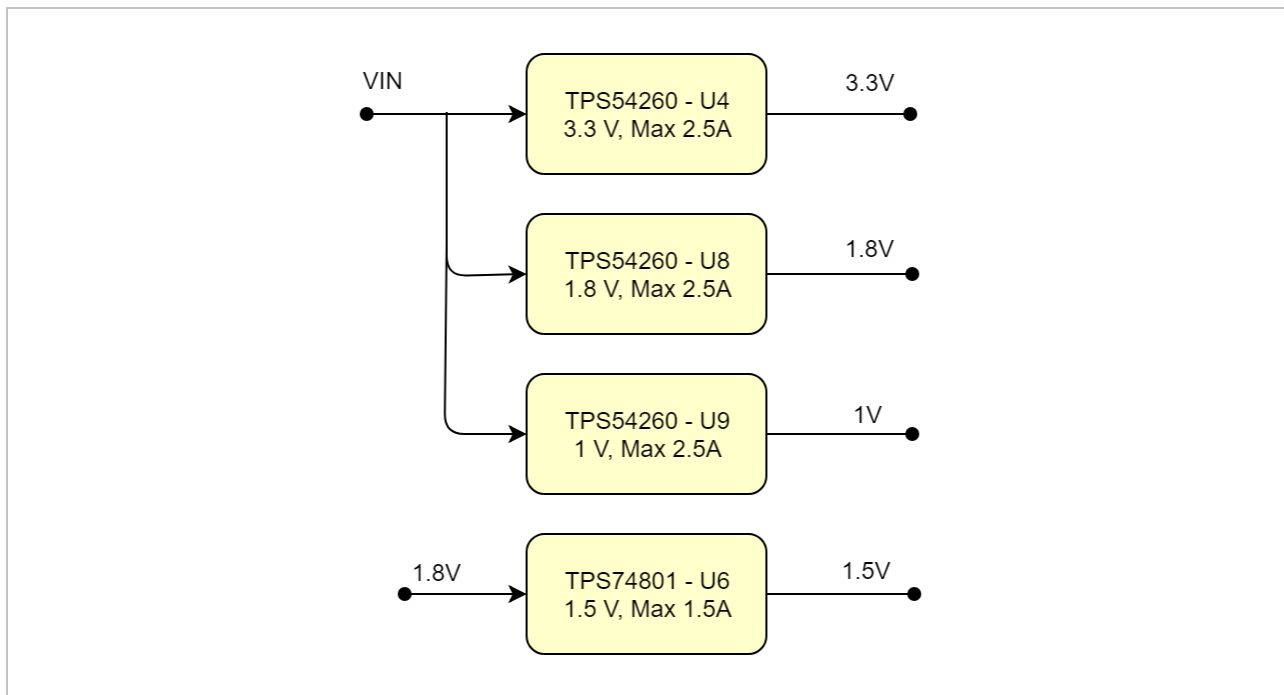 VIN
TPS54260 - U4
3.3 V, Max 2.5A
3.3V
TPS54260 - U8
1.8 V, Max 2.5A
1.8V
TPS54260 - U9
1 V, Max 2.5A
1V
1.8V
TPS74801 - U6
1.5 V, Max 1.5A
1.5V